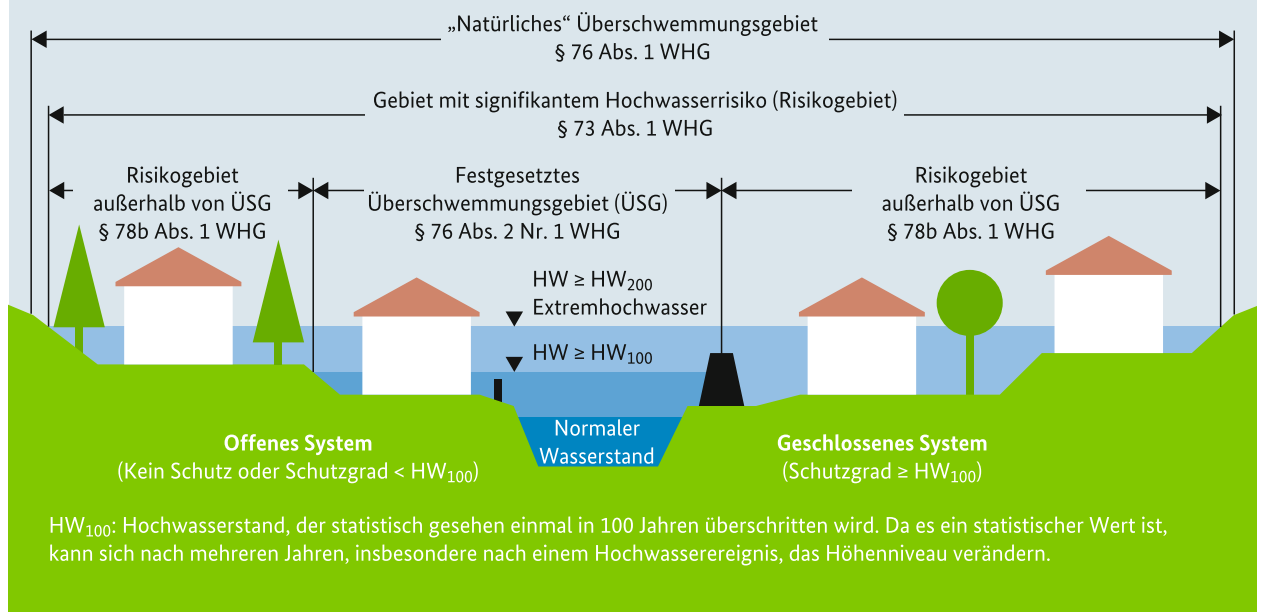 „Natürliches“ Überschwemmungsgebiet
§ 76 Abs. 1 WHG
Gebiet mit signifikantem Hochwasserrisiko (Risikogebiet)
§ 73 Abs. 1 WHG
Risikogebiet
außerhalb von ÜSG
§ 78b Abs. 1 WHG
Festgesetztes
Überschwemmungsgebiet (ÜSG)
§ 76 Abs. 2 Nr. 1 WHG
Risikogebiet
außerhalb von ÜSG
§ 78b Abs. 1 WHG
HW ≥ HW₂₀₀
Extremhochwasser
HW ≥ HW₁₀₀
Normaler
Wasserstand
Offenes System
(Kein Schutz oder Schutzgrad < HW₁₀₀)
Geschlossenes System
(Schutzgrad ≥ HW₁₀₀)
HW₁₀₀: Hochwasserstand, der statistisch gesehen einmal in 100 Jahren überschritten wird. Da es ein statistischer Wert ist,
kann sich nach mehreren Jahren, insbesondere nach einem Hochwasserereignis, das Höhenniveau verändern.